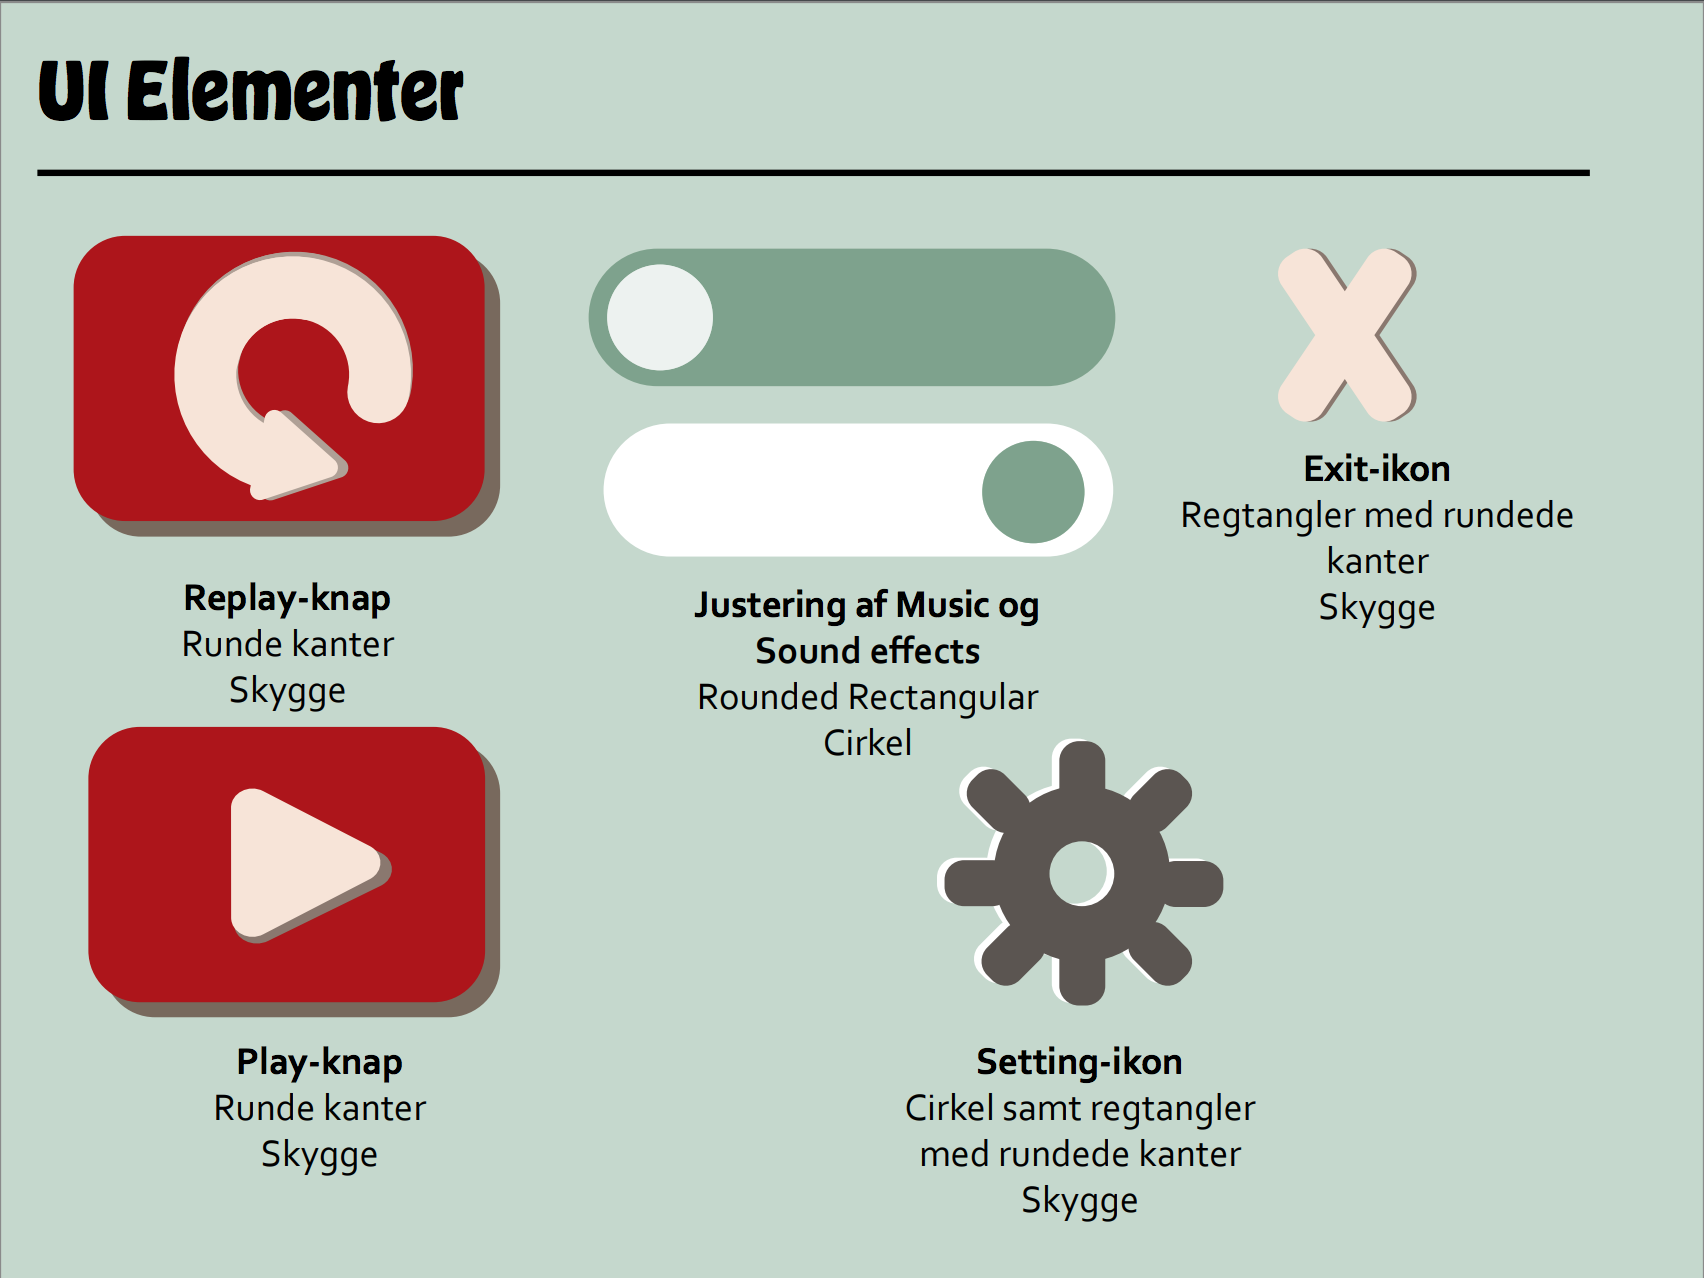 UI Elementer
Replay-knap
Runde kanter
Skygge
Justering af Music og
Sound effects
Rounded Rectangular
Cirkel
Exit-ikon
Regtangler med rundede
kanter
Skygge
Play-knap
Runde kanter
Skygge
Setting-ikon
Cirkel samt regtangler
med rundede kanter
Skygge